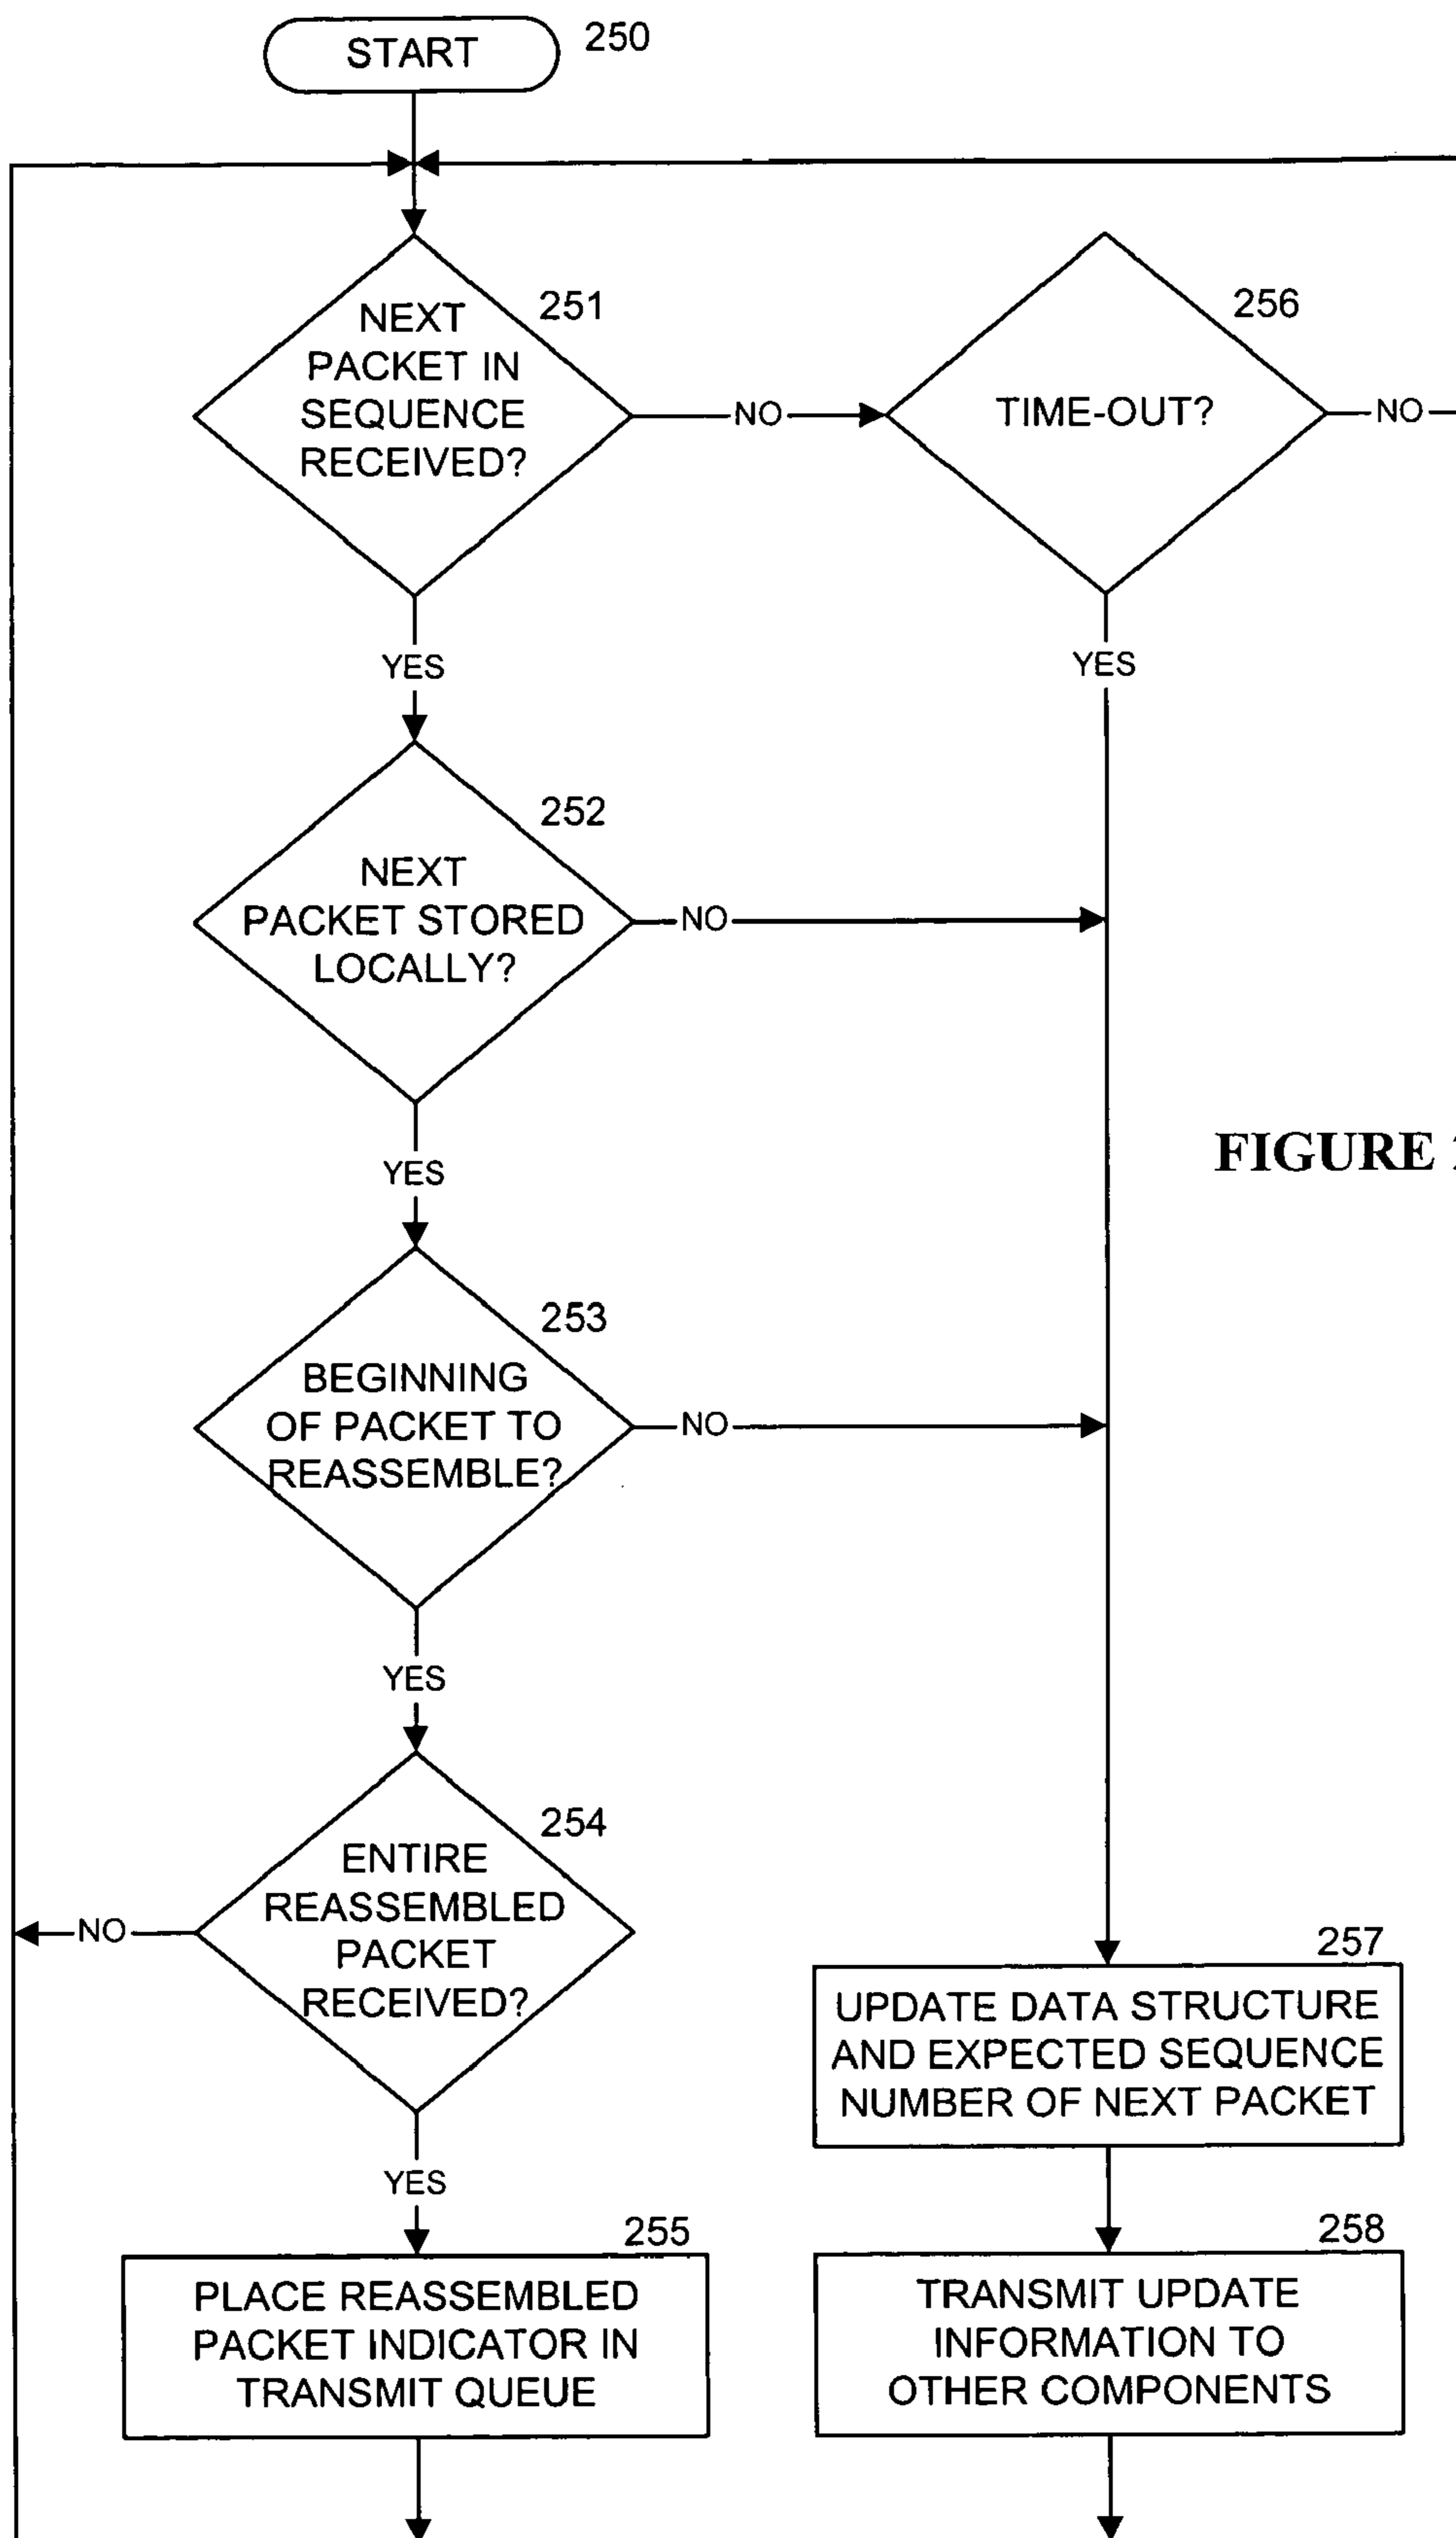 START
250
NEXT
PACKET IN
SEQUENCE
RECEIVED?
251
NO
TIME-OUT?
256
NO
YES
YES
NEXT
PACKET STORED
LOCALLY?
252
NO
YES
FIGURE
BEGINNING
OF PACKET TO
REASSEMBLE?
253
NO
YES
ENTIRE
REASSEMBLED
PACKET
RECEIVED?
254
NO
YES
257
UPDATE DATA STRUCTURE
AND EXPECTED SEQUENCE
NUMBER OF NEXT PACKET
255
PLACE REASSEMBLED
PACKET INDICATOR IN
TRANSMIT QUEUE
258
TRANSMIT UPDATE
INFORMATION TO
OTHER COMPONENTS